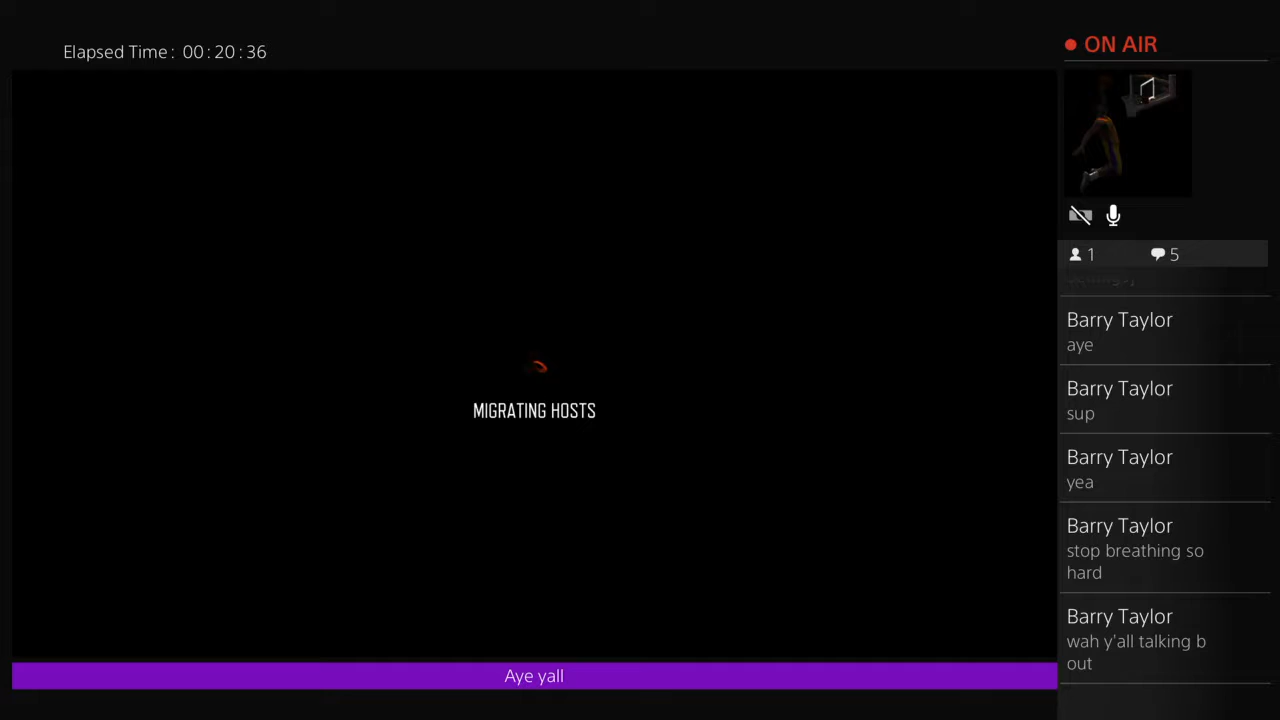 Elapsed Time: 00:20:36
ON AIR
1
5
Barry Taylor
aye
Barry Taylor
sup
Barry Taylor
yea
Barry Taylor
stop breathing so
hard
Barry Taylor
wah y'all talking b
out
MIGRATING HOSTS
Aye yall